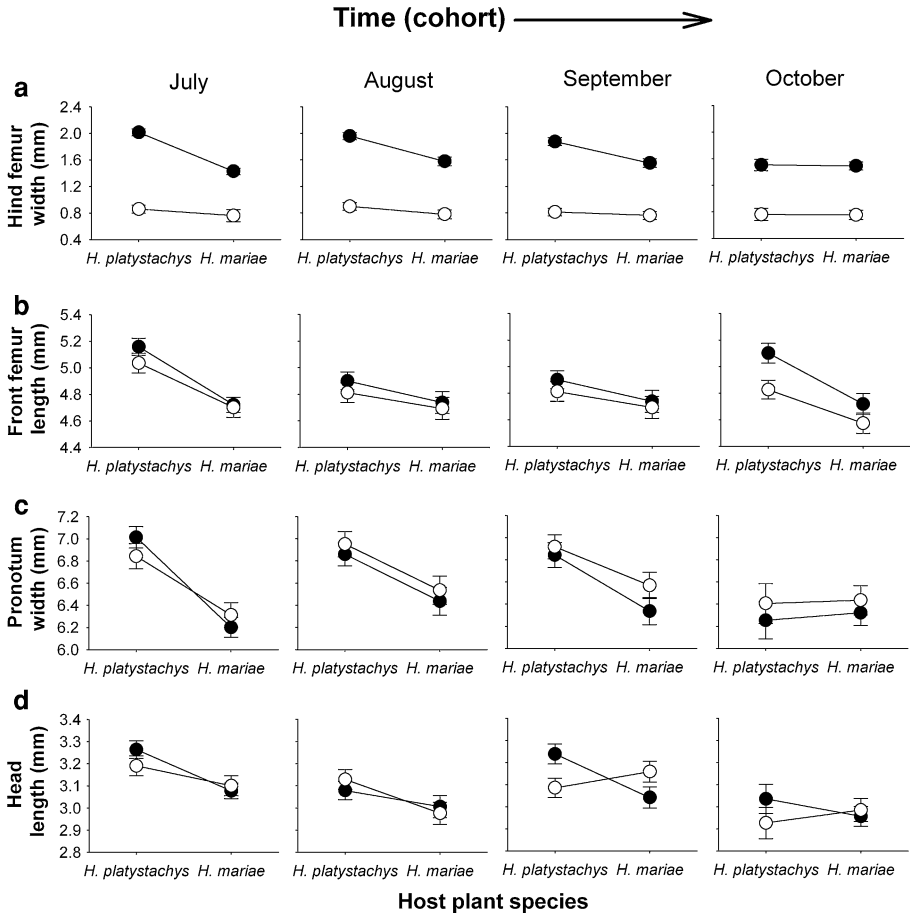 Time (cohort)
a
July August September October
Hind femur
width (mm)
2.4
2.0
1.6
1.2
0.8
0.4
H. platystachys H. mariae H. platystachys H. mariae H. platystachys H. mariae H. platystachys H. mariae
b
Front femur
length (mm)
5.4
5.2
5.0
4.8
4.6
4.4
H. platystachys H. mariae H. platystachys H. mariae H. platystachys H. mariae H. platystachys H. mariae
c
Pronotum
width (mm)
7.2
7.0
6.8
6.6
6.4
6.2
6.0
H. platystachys H. mariae H. platystachys H. mariae H. platystachys H. mariae H. platystachys H. mariae
d
Head
length (mm)
3.4
3.3
3.2
3.1
3.0
2.9
2.8
H. platystachys H. mariae H. platystachys H. mariae H. platystachys H. mariae H. platystachys H. mariae
Host plant species